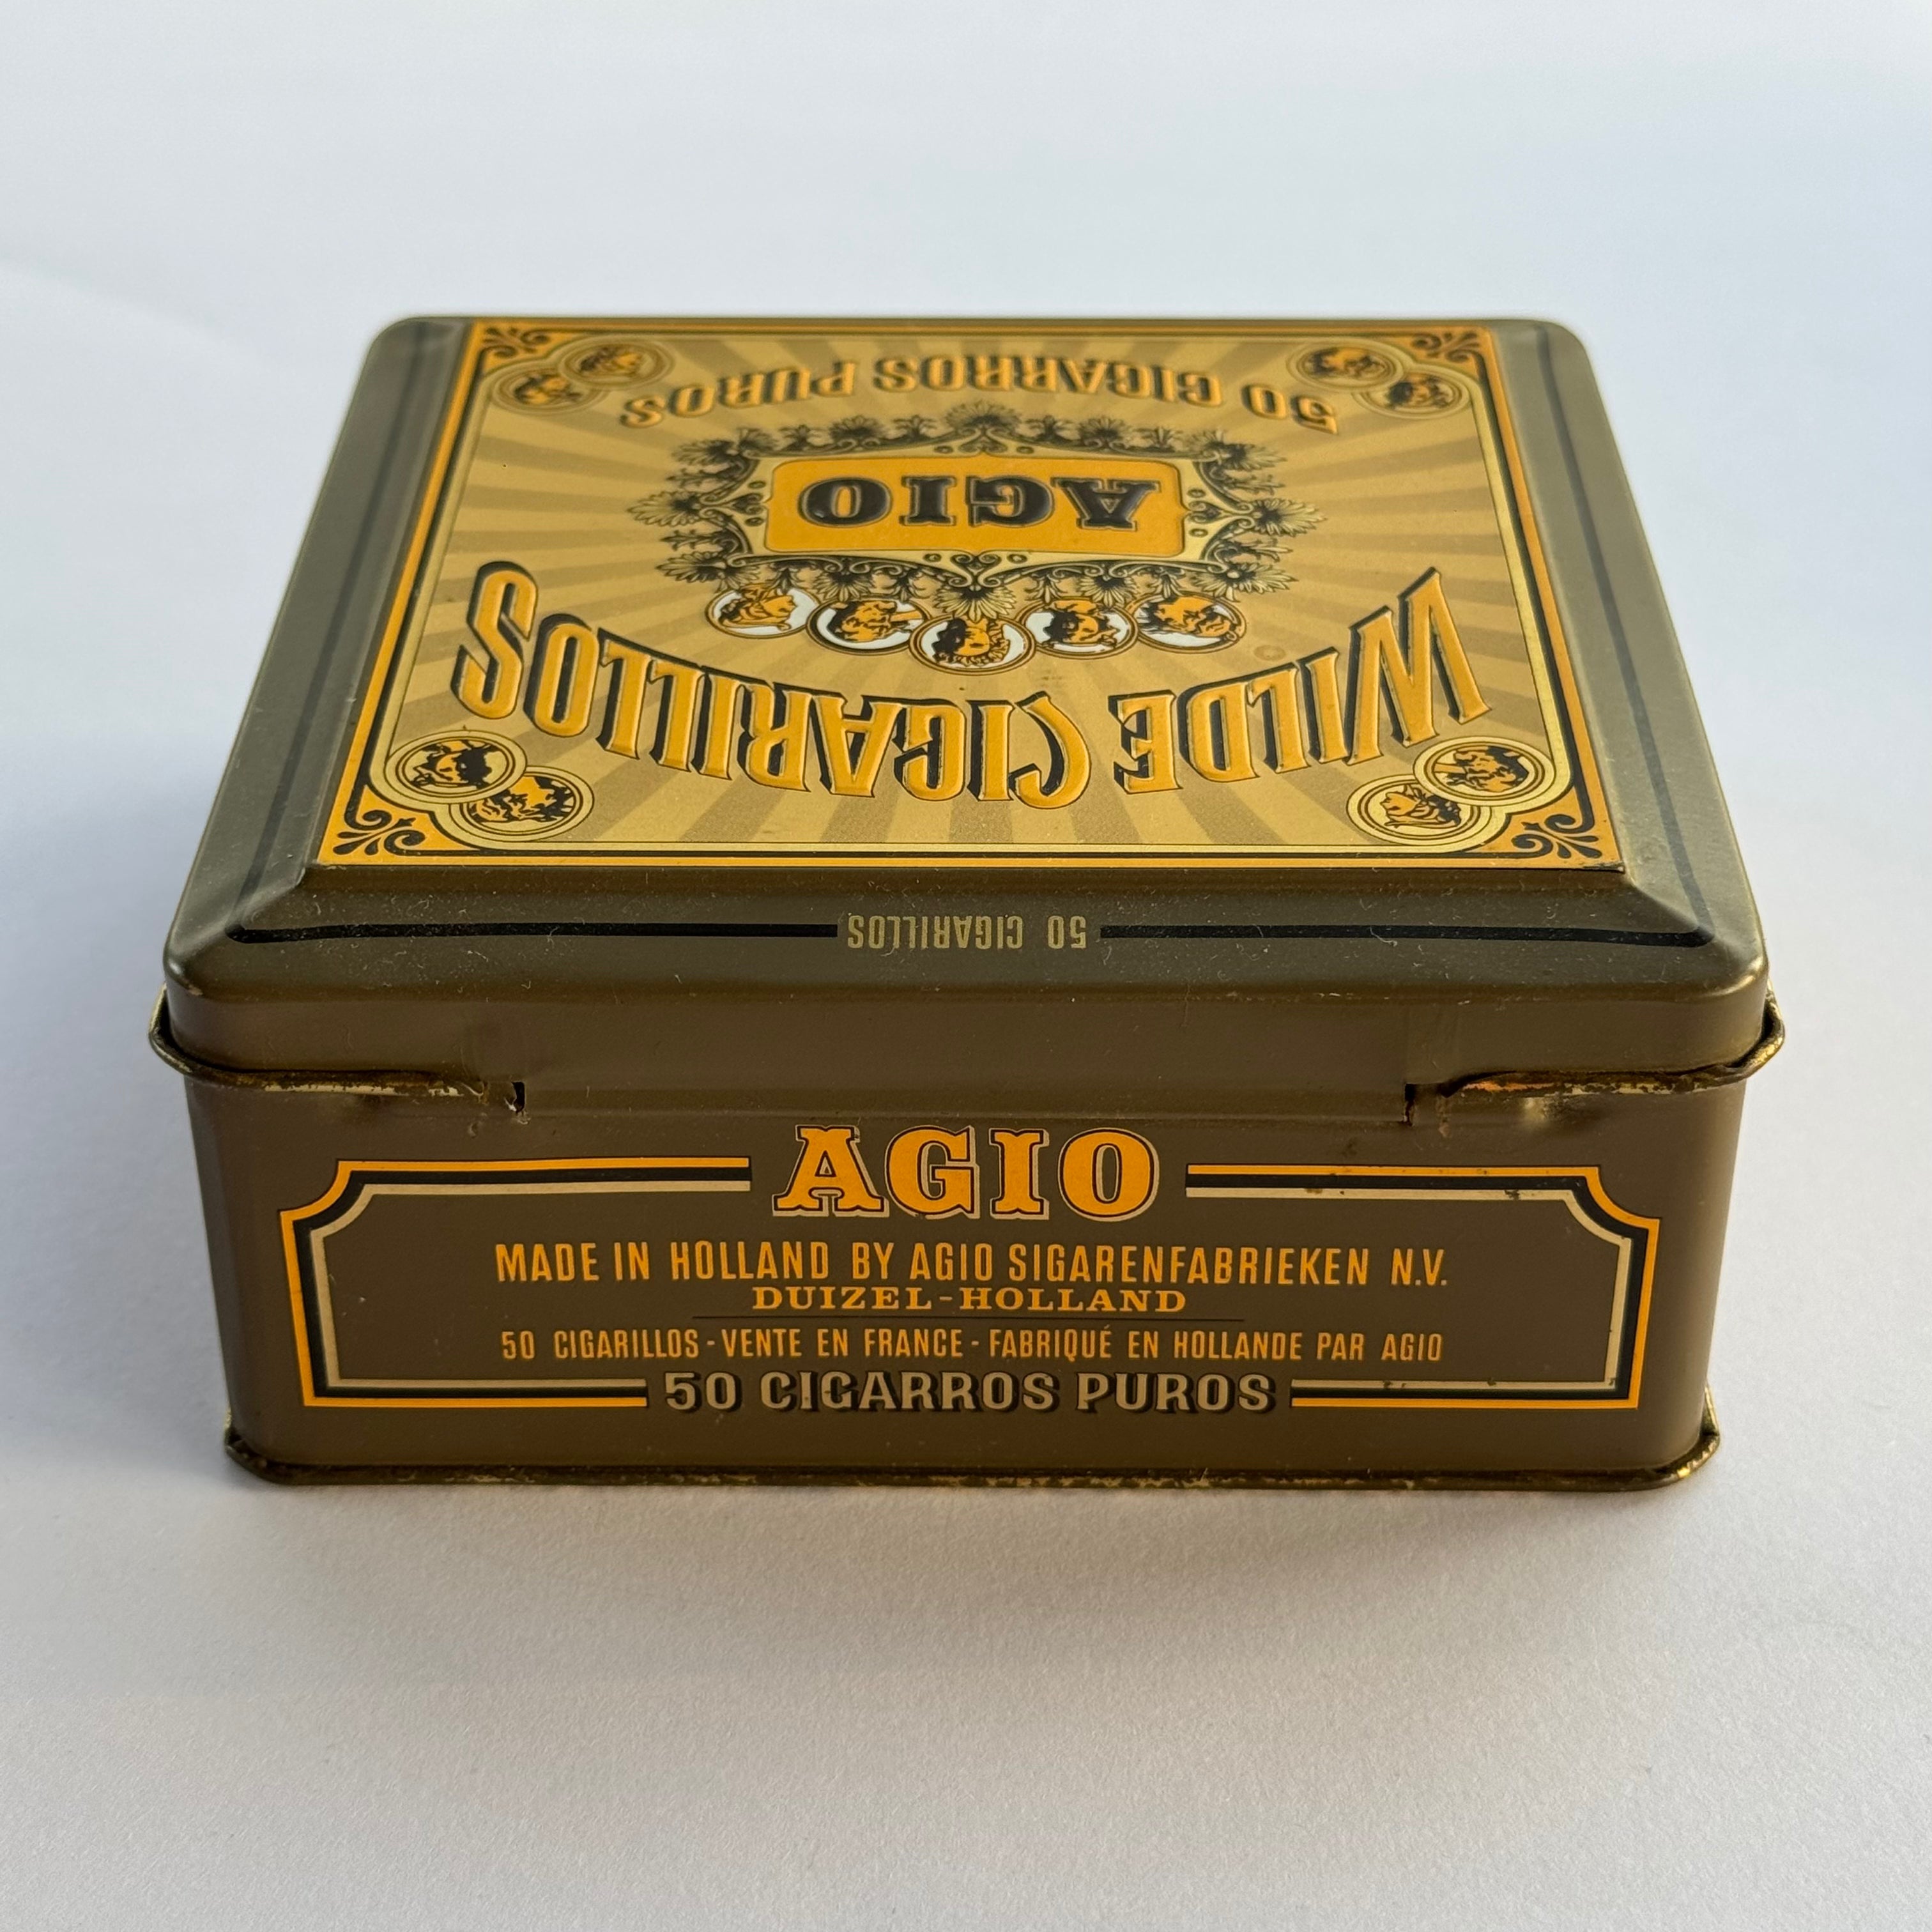 50 CIGARROS PUROS
AGIO
WILDE CIGARILLOS
50 CIGARILLOS
AGIO
MADE IN HOLLAND BY AGIO SIGARENFABRIEKEN N.V.
DUIZEL-HOLLAND
50 CIGARILLOS - VENTE EN FRANCE - FABRIQUÉ EN HOLLANDE PAR AGIO
50 CIGARROS PUROS